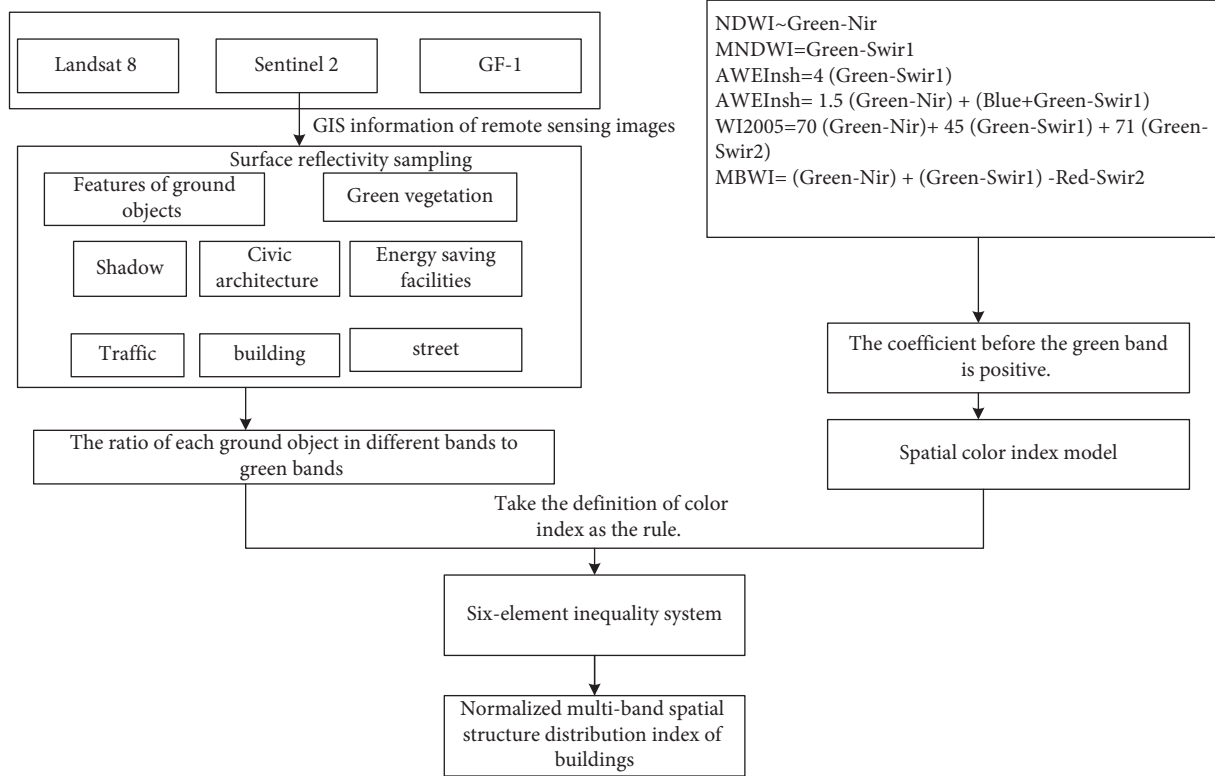 Landsat 8
Sentinel 2
GF-1
GIS information of remote sensing images
Surface reflectivity sampling
Features of ground
objects
Green vegetation
Shadow
Civic
architecture
Energy saving
facilities
Traffic
building
street
The ratio of each ground object in different bands to
green bands
NDWI~Green-Nir
MNDWI=Green-Swir1
AWEInsh=4 (Green-Swir1)
AWEInsh= 1.5 (Green-Nir) + (Blue+Green-Swir1)
WI2005=70 (Green-Nir)+ 45 (Green-Swir1) + 71 (Green-
Swir2)
MBWI= (Green-Nir) + (Green-Swir1) -Red-Swir2
The coefficient before the green band
is positive.
Spatial color index model
Take the definition of color
index as the rule.
Six-element inequality system
Normalized multi-band spatial
structure distribution index of
buildings